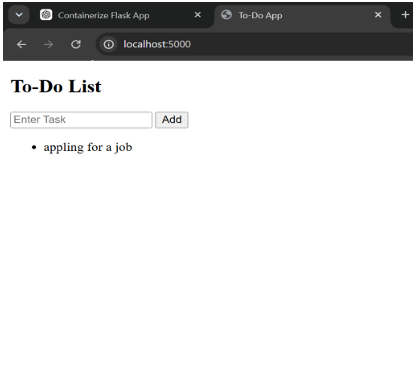 Containerize Flask App
To-Do App
localhost:5000
To-Do List
Enter Task
Add
appling for a job